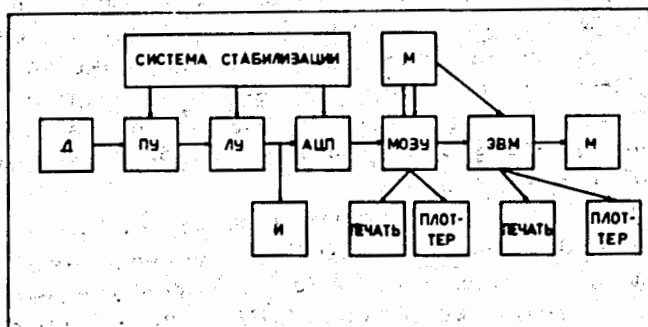 СИСТЕМА СТАБИЛИЗАЦИИ
М
Д
ПУ
ЛУ
АЦП
МОЗУ
ЭВМ
М
И
ПЕЧАТЬ
ПЛОТ-
ТЕР
ПЕЧАТЬ
ПЛОТ-
ТЕР